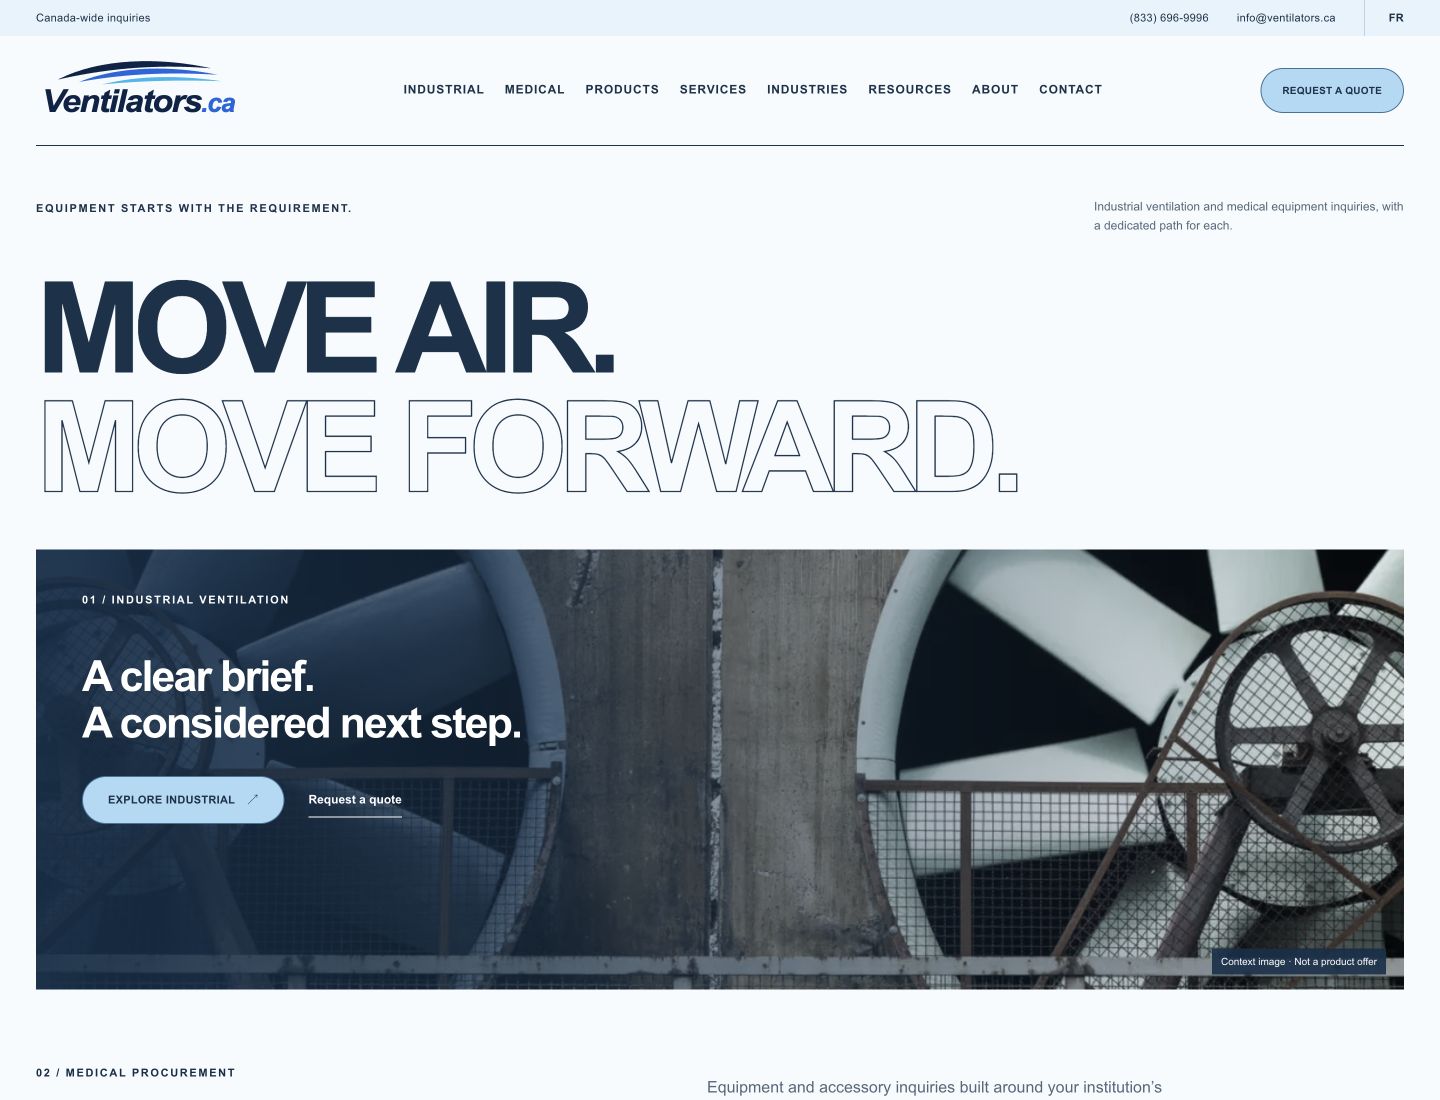 Canada-wide inquiries
(833) 696-9996
info@ventilators.ca
FR
Ventilators.ca
INDUSTRIAL
MEDICAL
PRODUCTS
SERVICES
INDUSTRIES
RESOURCES
ABOUT
CONTACT
REQUEST A QUOTE
EQUIPMENT STARTS WITH THE REQUIREMENT.
Industrial ventilation and medical equipment inquiries, with
a dedicated path for each.
MOVE AIR.
MOVE FORWARD.
01 / INDUSTRIAL VENTILATION
A clear brief.
A considered next step.
EXPLORE INDUSTRIAL
Request a quote
Context image · Not a product offer
02 / MEDICAL PROCUREMENT
Equipment and accessory inquiries built around your institution’s